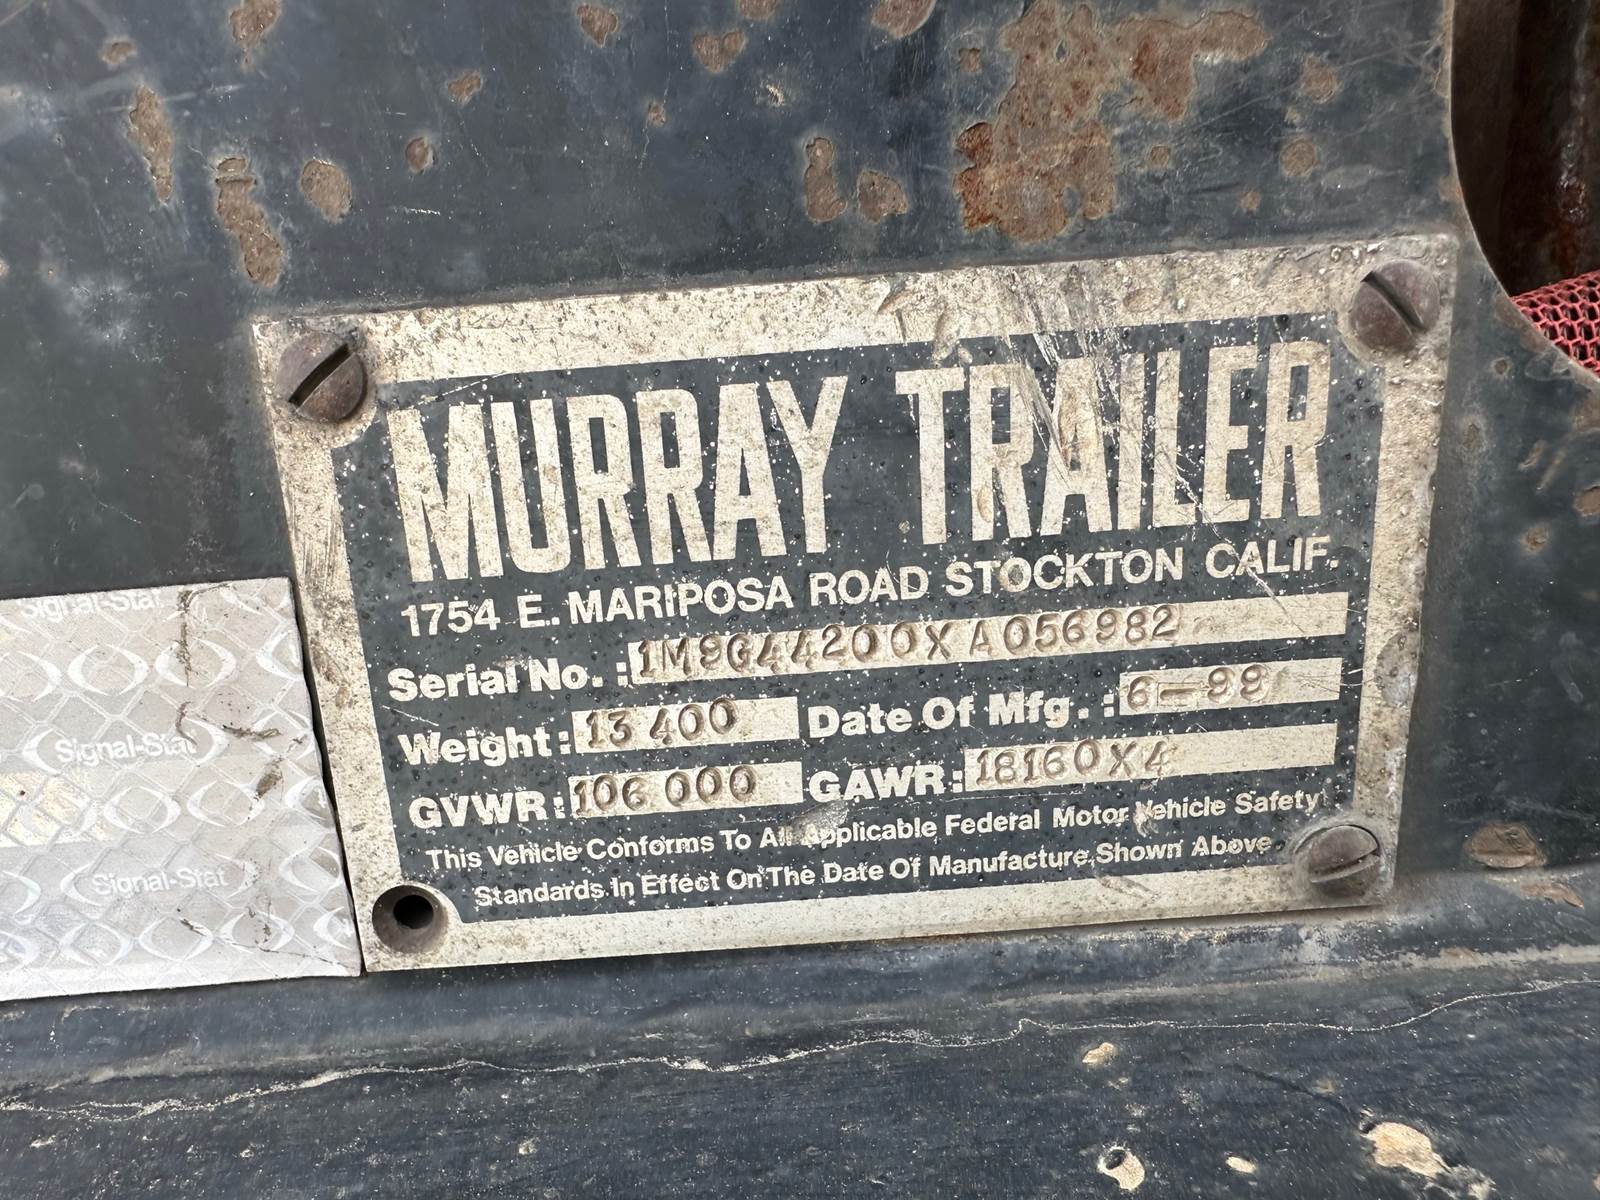 MURRAY TRAILER
1754 E. MARIPOSA ROAD STOCKTON CALIF.
Serial No. : 1M9G44200XA056982
Weight: 13 400 Date Of Mfg. : 6-99
GVWR: 106 000 GAWR: 18160X4
This Vehicle Conforms To All Applicable Federal Motor Vehicle Safety
Standards In Effect On The Date Of Manufacture Shown Above.
Signal-Stat
Signal-Stat
Signal-Stat